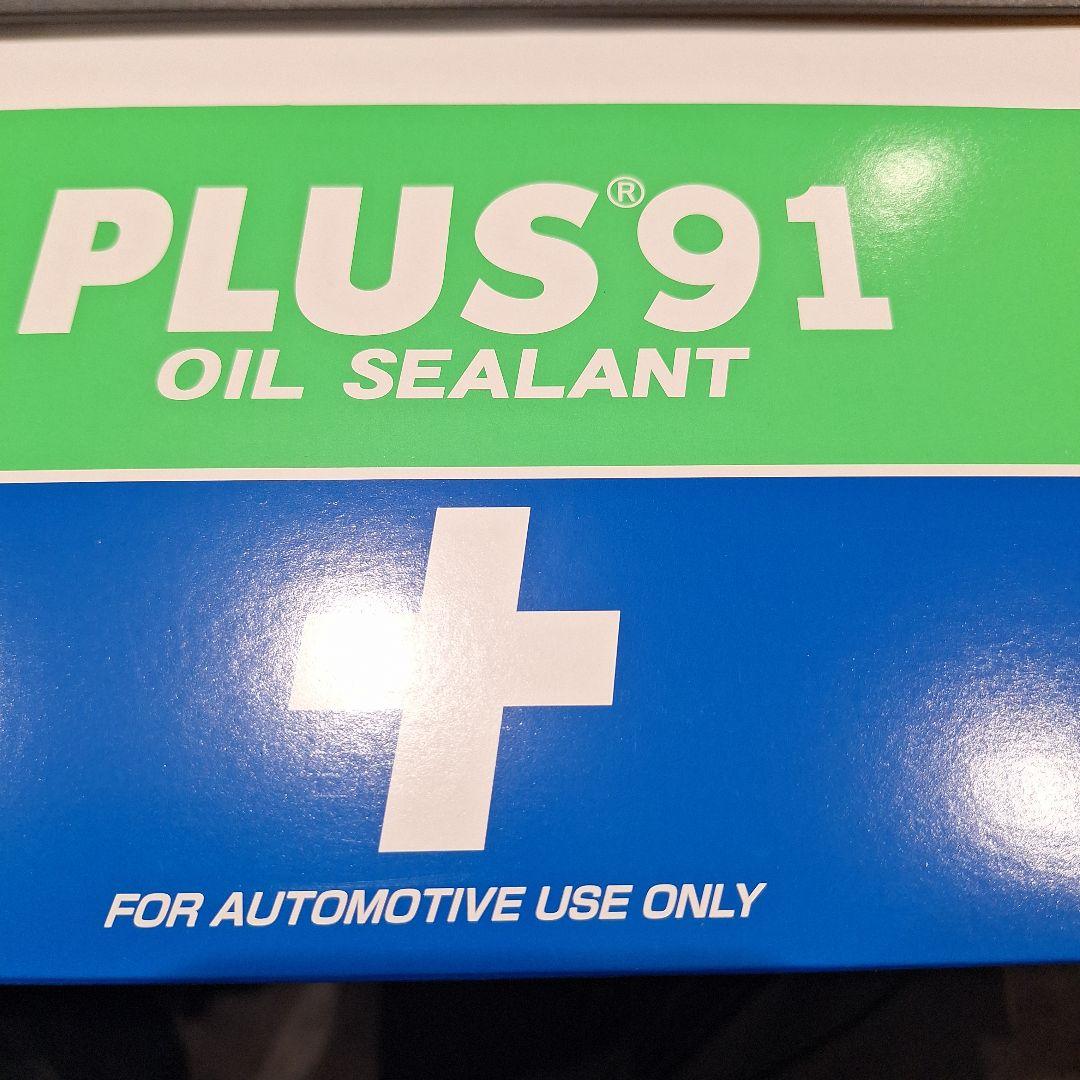 PLUS®91
OIL SEALANT
FOR AUTOMOTIVE USE ONLY